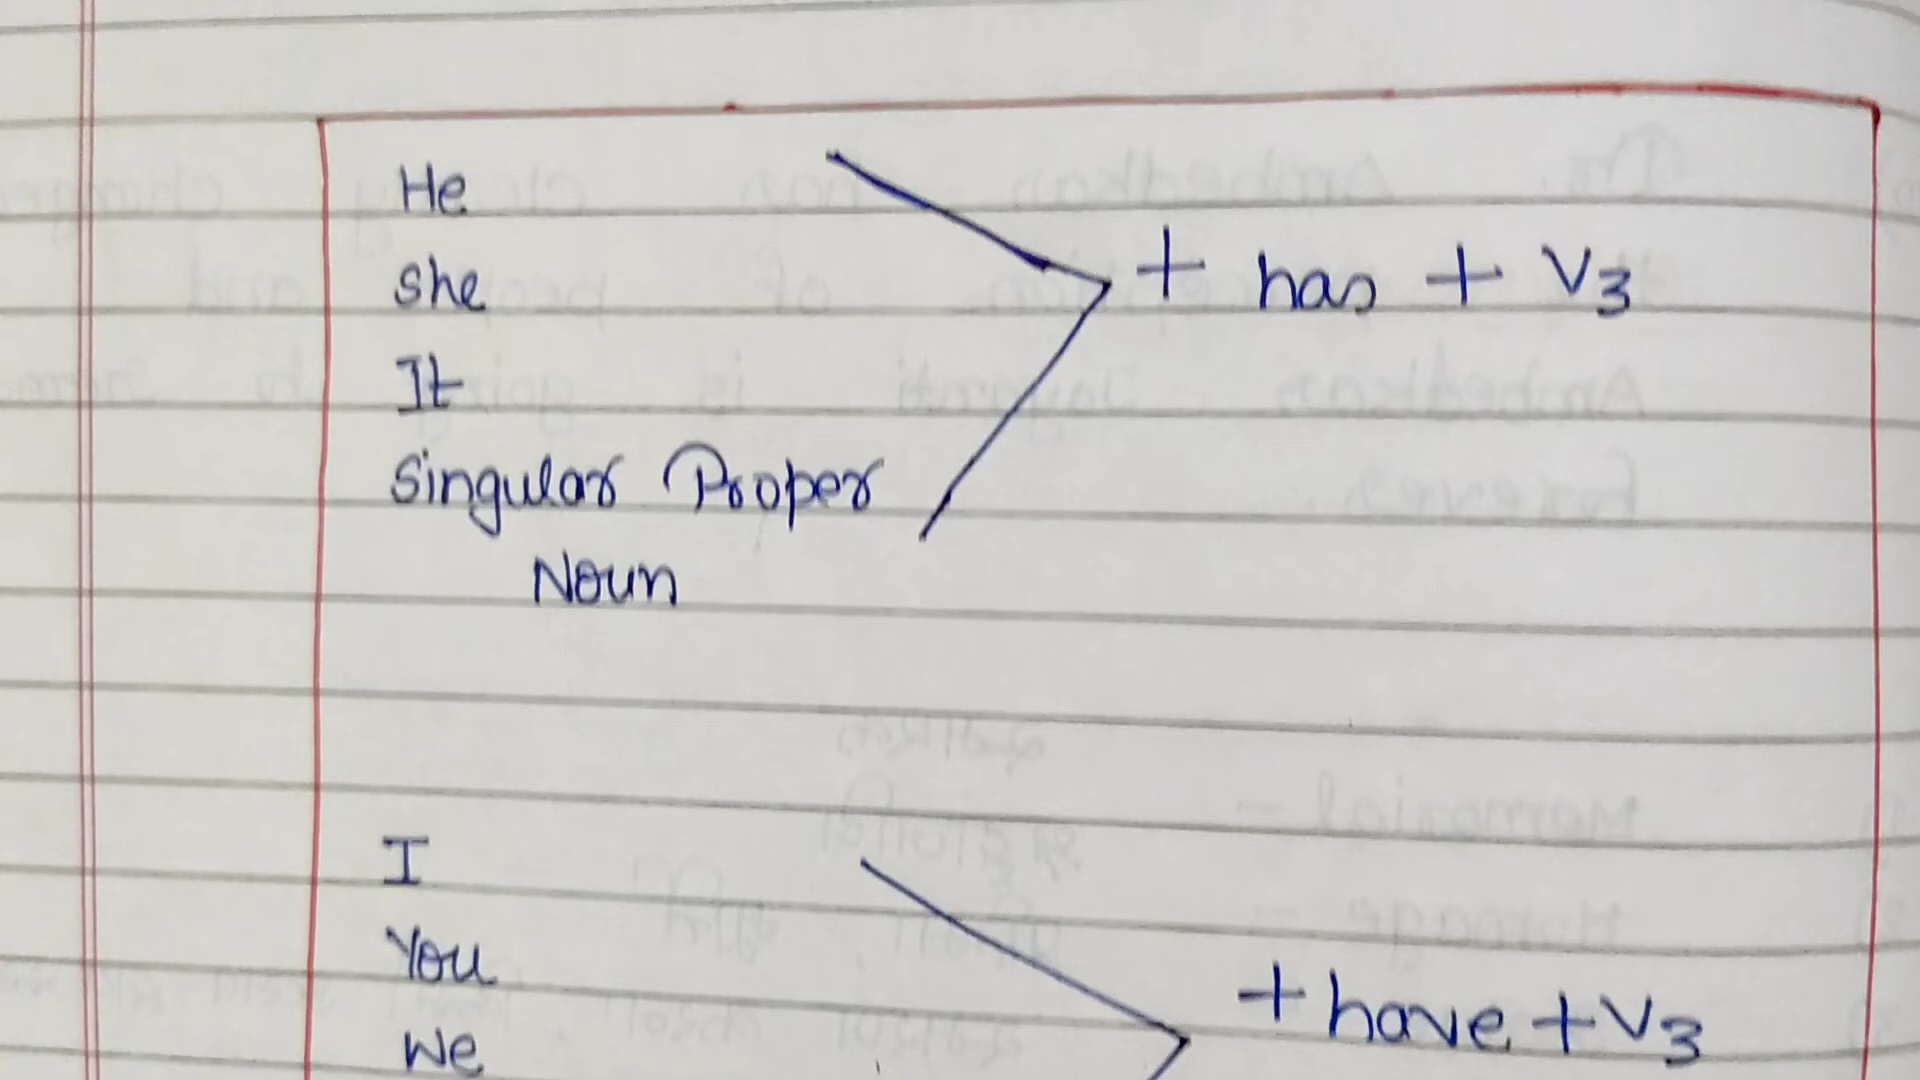 He
She
It
Singular Proper
Noun
+ has + V3
I
You
We
+ have + V3